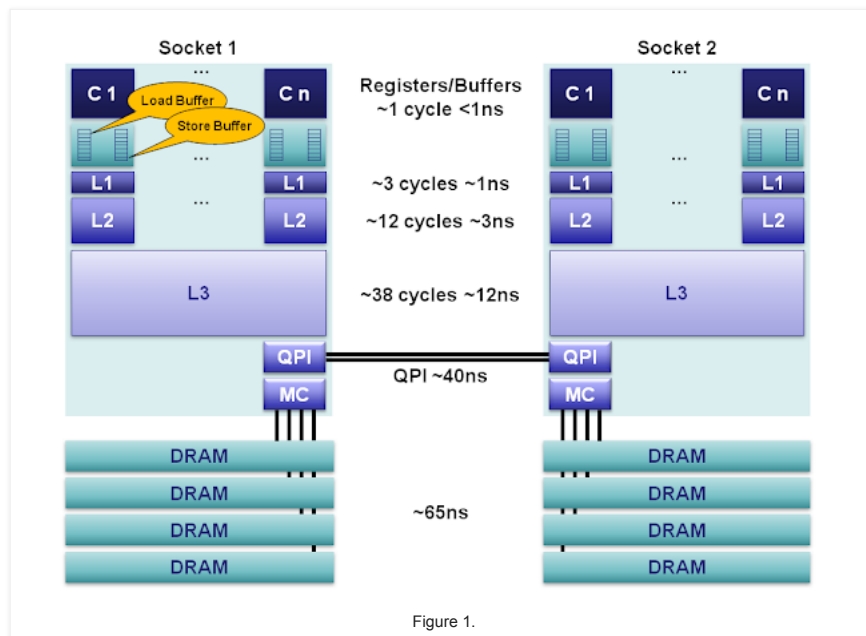 Socket 1
Socket 2
...
...
C 1
C n
Registers/Buffers
~1 cycle <1ns
C 1
C n
Load Buffer
Store Buffer
...
...
L1
L1
~3 cycles ~1ns
L1
L1
...
...
L2
L2
~12 cycles ~3ns
L2
L2
L3
~38 cycles ~12ns
L3
QPI
QPI
QPI ~40ns
MC
MC
DRAM
DRAM
DRAM
DRAM
~65ns
DRAM
DRAM
DRAM
DRAM
Figure 1.